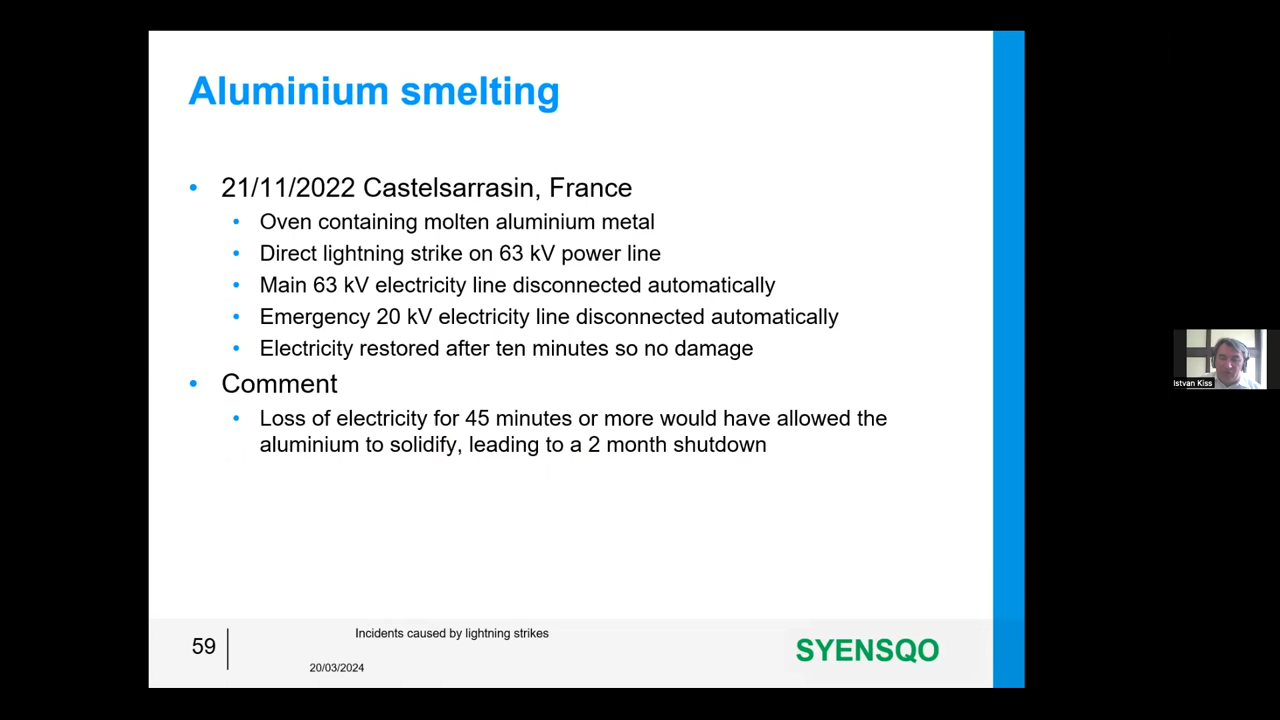 Aluminium smelting
• 21/11/2022 Castelsarrasin, France
• Oven containing molten aluminium metal
• Direct lightning strike on 63 kV power line
• Main 63 kV electricity line disconnected automatically
• Emergency 20 kV electricity line disconnected automatically
• Electricity restored after ten minutes so no damage
• Comment
• Loss of electricity for 45 minutes or more would have allowed the
aluminium to solidify, leading to a 2 month shutdown
Istvan Kiss
59
Incidents caused by lightning strikes
20/03/2024
SYENSQO